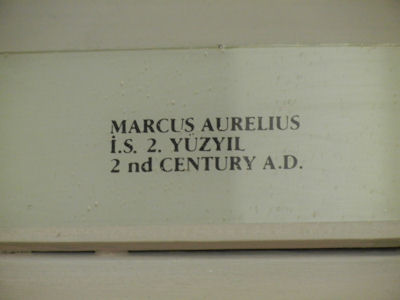 MARCUS AURELIUS
İ.S. 2. YÜZYIL
2 nd CENTURY A.D.